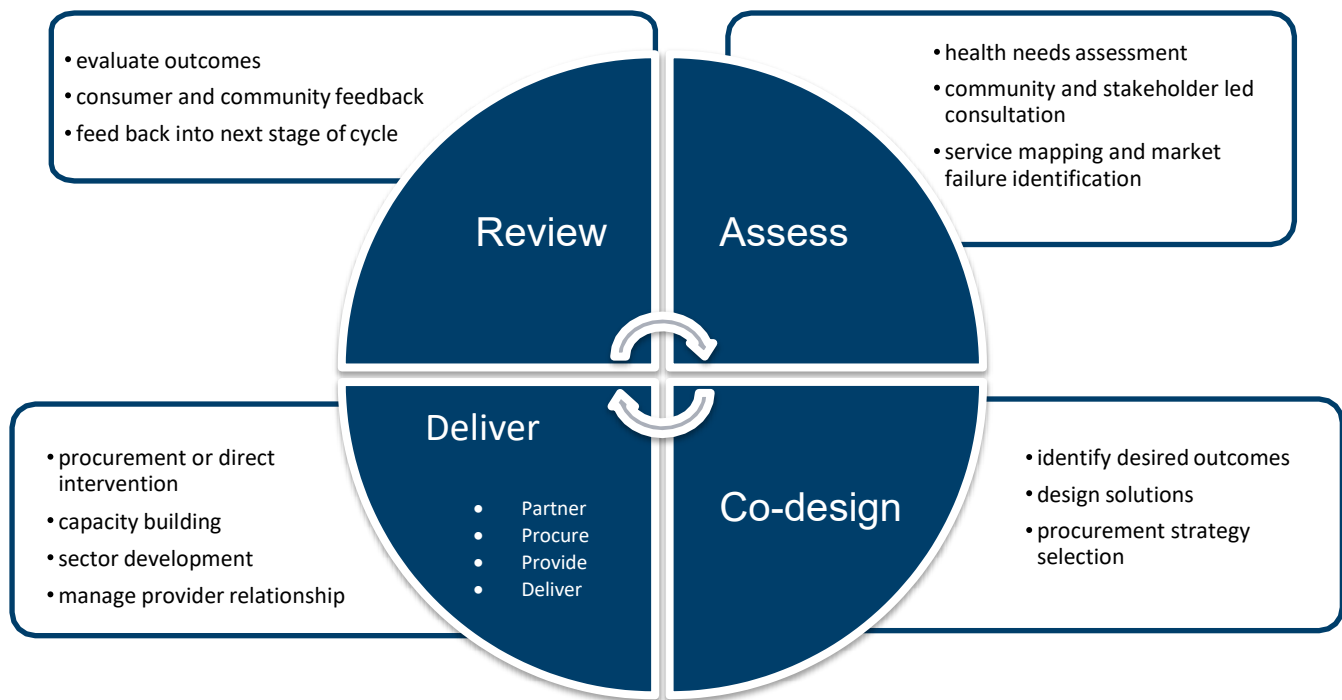 • evaluate outcomes
• consumer and community feedback
• feed back into next stage of cycle
• health needs assessment
• community and stakeholder led
consultation
• service mapping and market
failure identification
Review
Assess
Deliver
• Partner
• Procure
• Provide
• Deliver
Co-design
• procurement or direct
intervention
• capacity building
• sector development
• manage provider relationship
• identify desired outcomes
• design solutions
• procurement strategy
selection